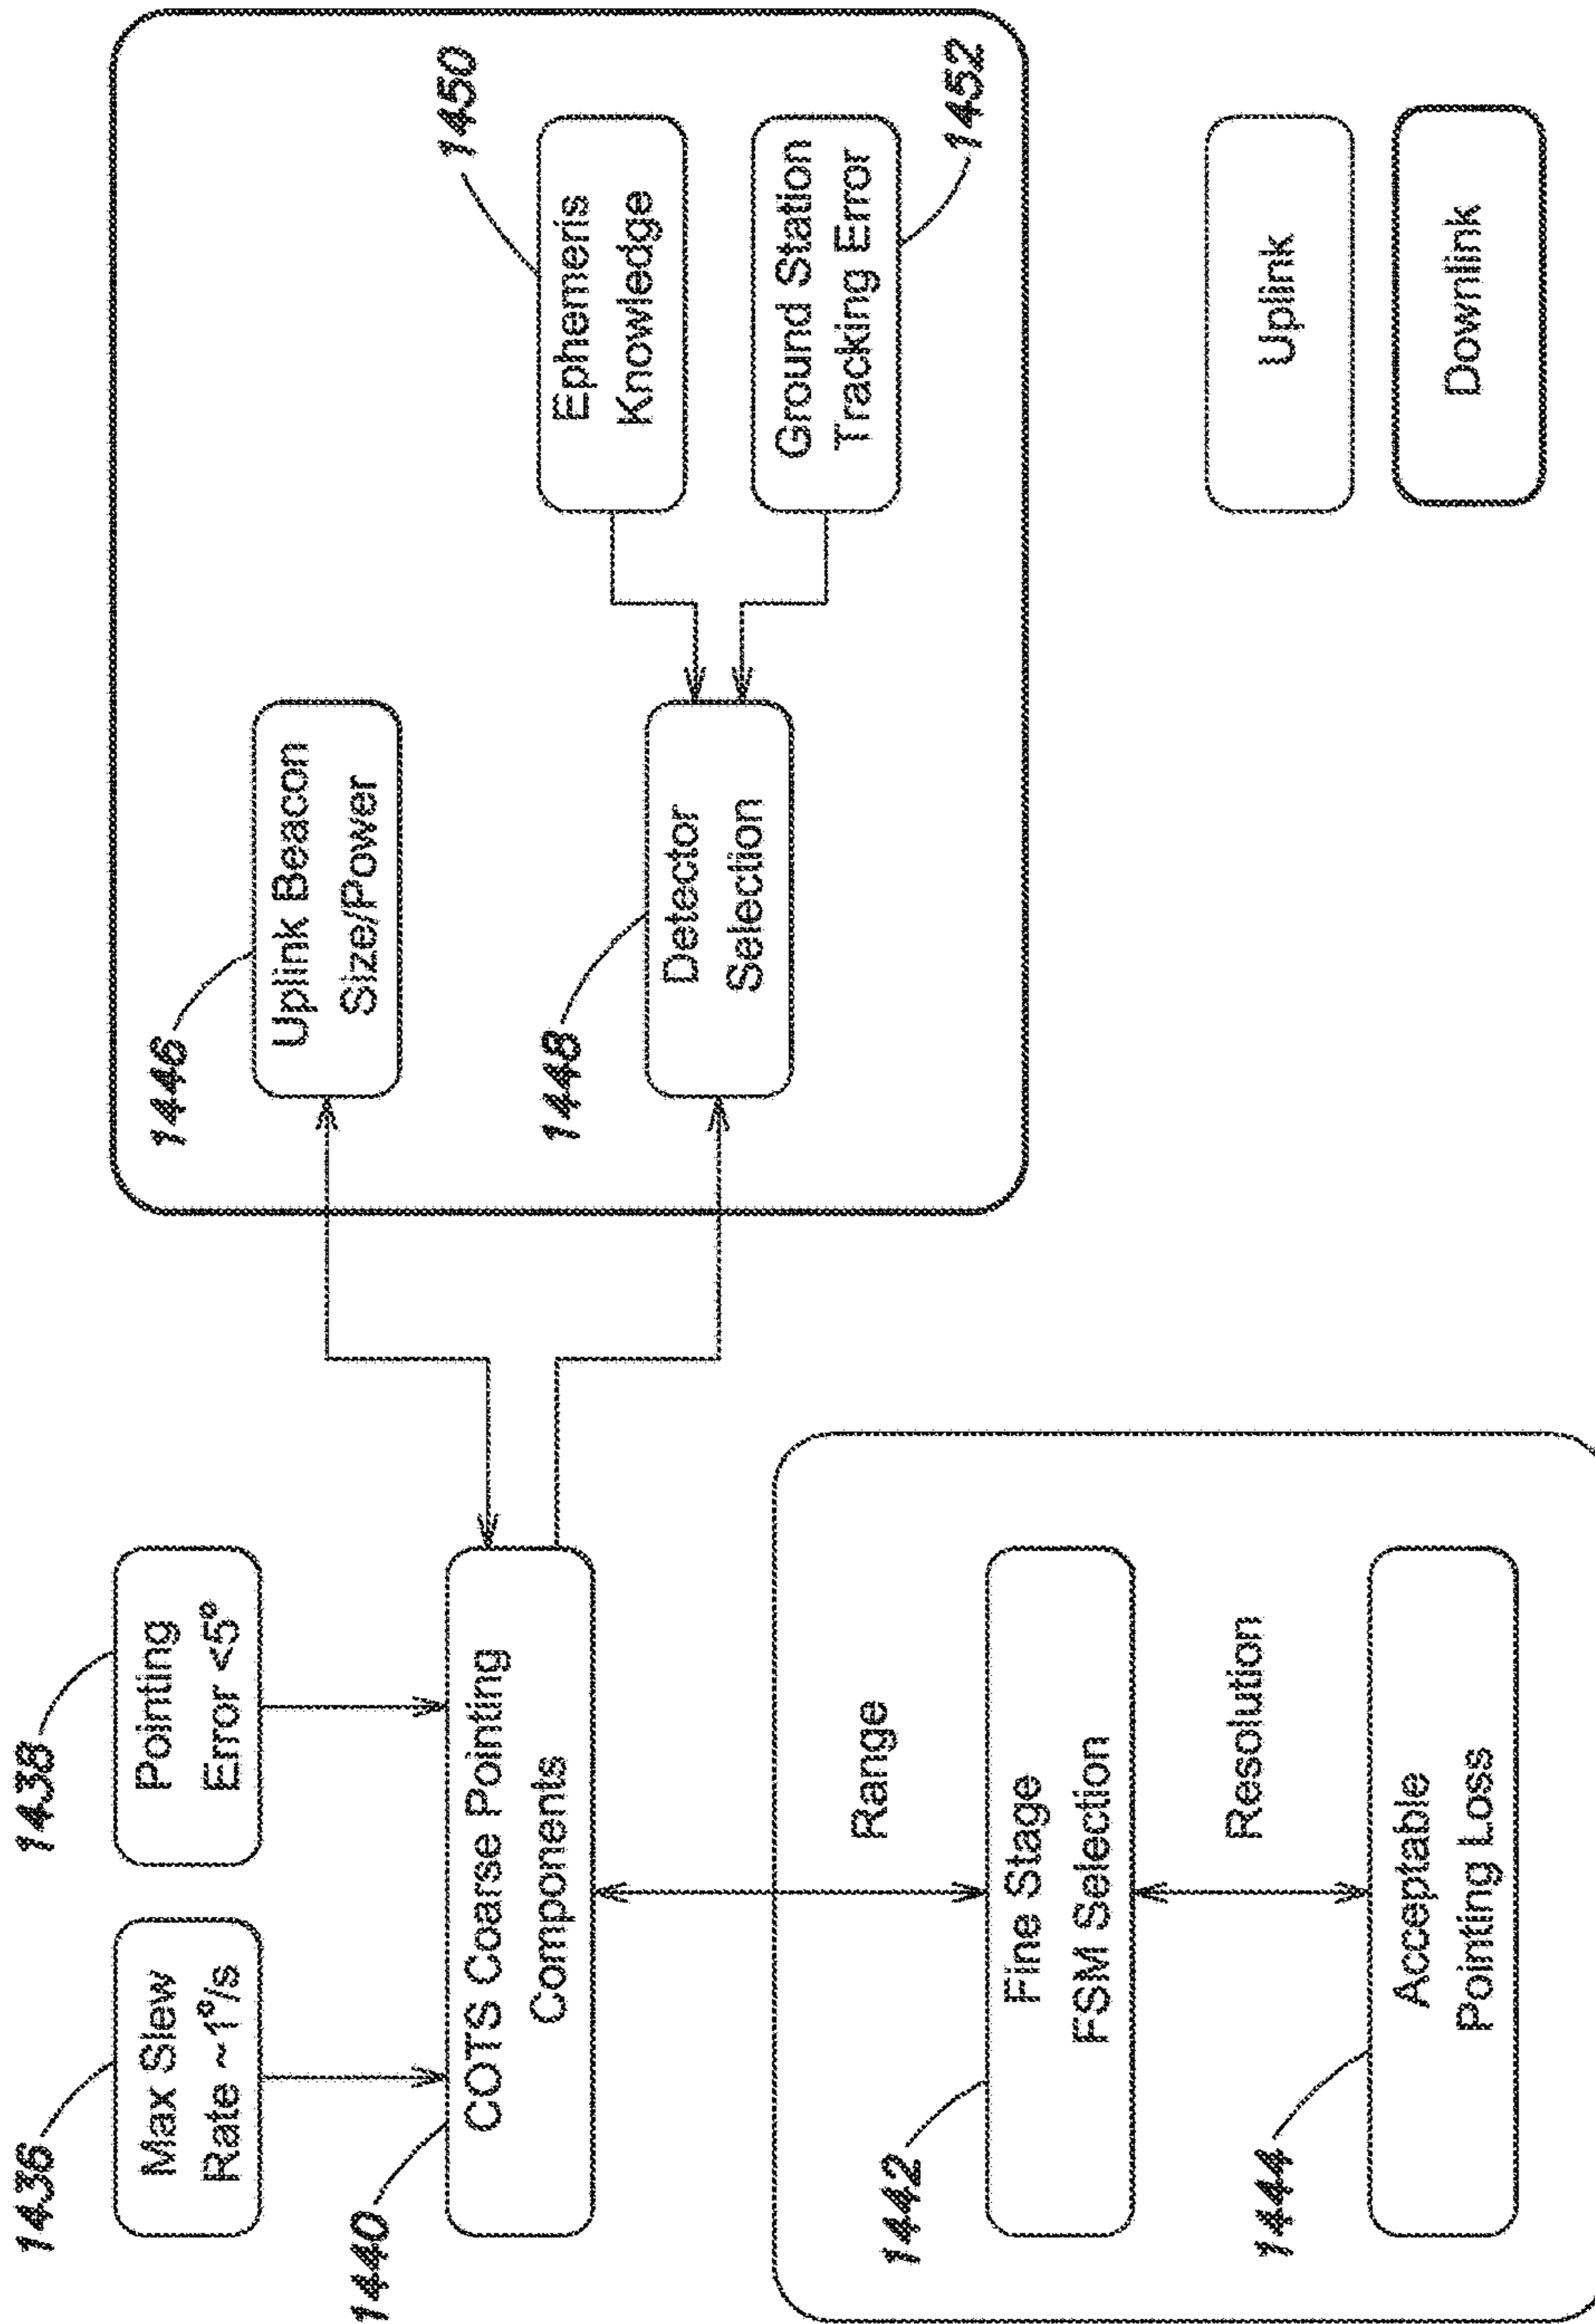 1436
Max Slew
Rate ~1°/s
1438
Pointing
Error <5°
1440
COTS Coarse Pointing
Components
Range
1442
Fine Stage
FSM Selection
Resolution
1444
Acceptable
Pointing Loss
1446
Uplink Beacon
Size/Power
1448
Detector
Selection
1450
Ephemeris
Knowledge
Ground Station
Tracking Error
1452
Uplink
Downlink